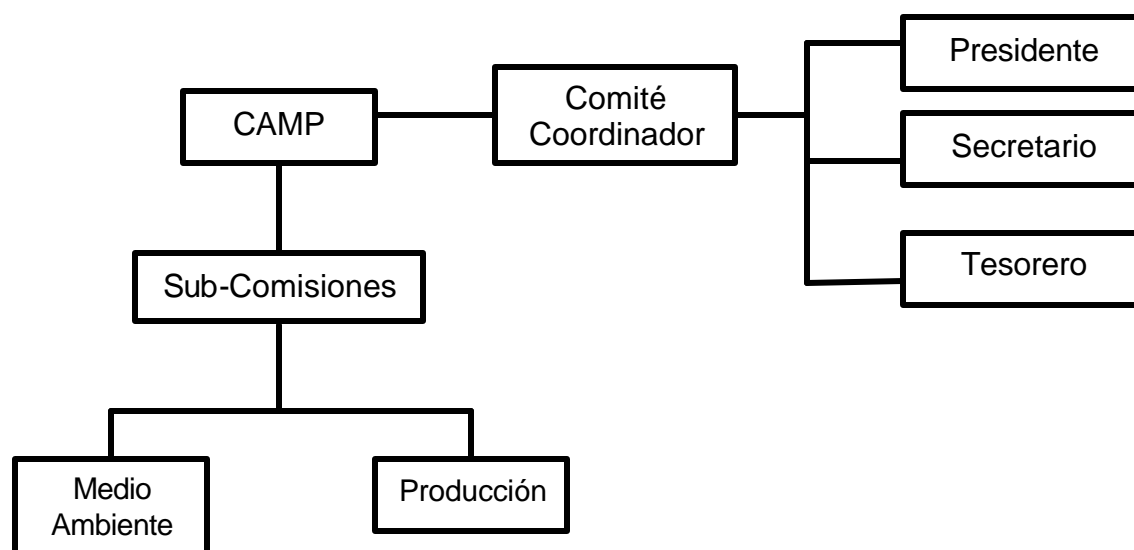 Presidente
Comité
Coordinador
CAMP
Secretario
Tesorero
Sub-Comisiones
Medio
Ambiente
Producción